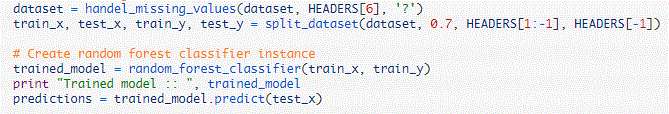 dataset = handel_missing_values(dataset, HEADERS[6], '?')
train_x, test_x, train_y, test_y = split_dataset(dataset, 0.7, HEADERS[1:-1], HEADERS[-1])
# Create random forest classifier instance
trained_model = random_forest_classifier(train_x, train_y)
print "Trained model :: ", trained_model
predictions = trained_model.predict(test_x)